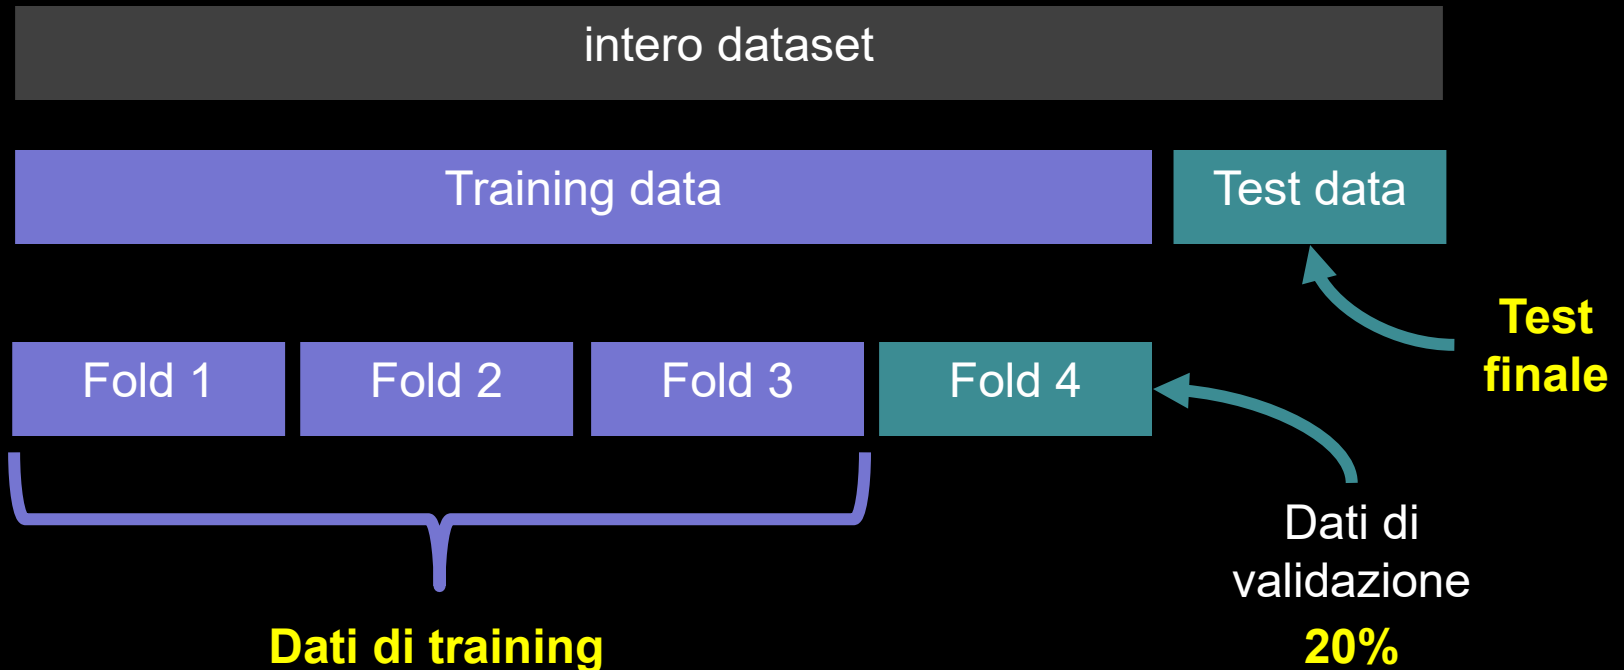 intero dataset
Training data
Test data
Test
finale
Fold 1
Fold 2
Fold 3
Fold 4
Dati di
validazione
20%
Dati di training